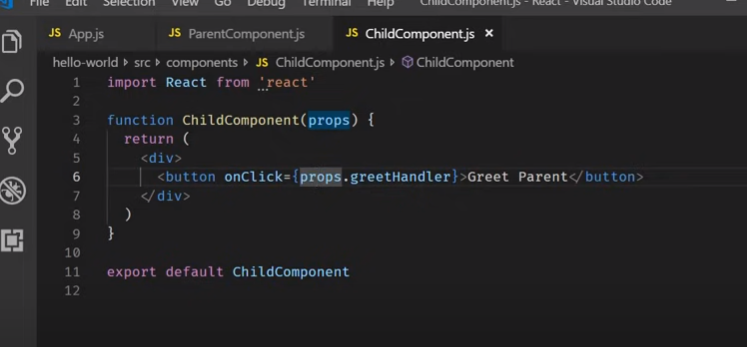 File Edit Selection View Go Debug Terminal Help ChildComponent.js - React - Visual Studio Code
JS App.js JS ParentComponent.js JS ChildComponent.js ×
hello-world › src › components › JS ChildComponent.js › ChildComponent
1 import React from 'react'
2
3 function ChildComponent(props) {
4 return (
5 <div>
6 <button onClick={props.greetHandler}>Greet Parent</button>
7 </div>
8 )
9 }
10
11 export default ChildComponent
12